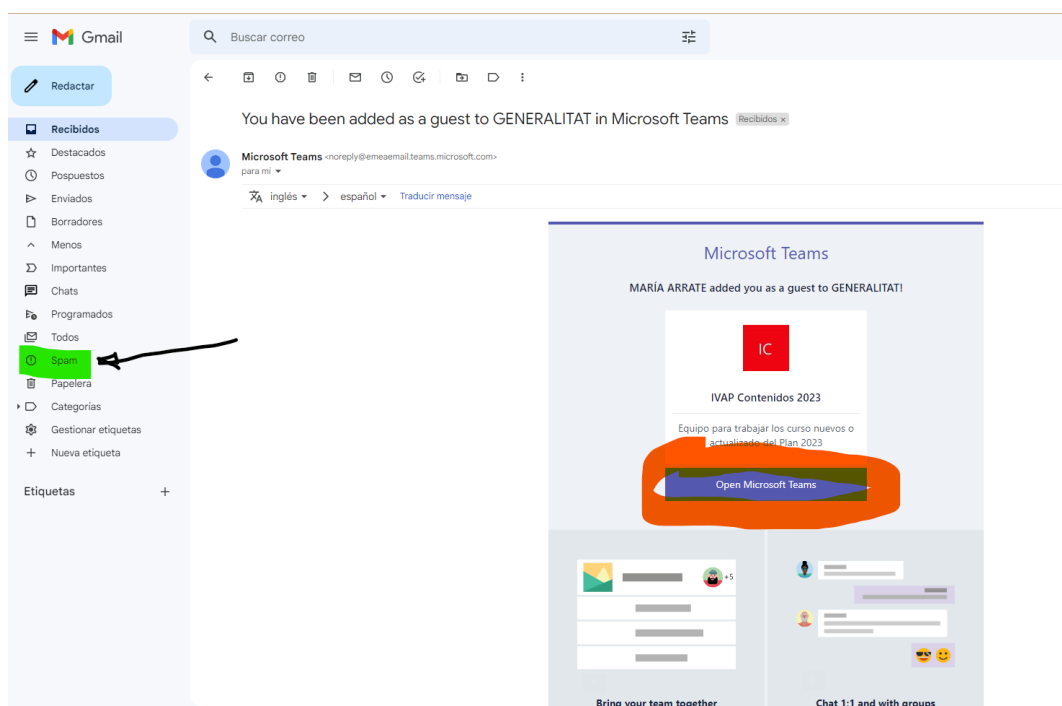 Gmail
Buscar correo
Redactar
Recibidos
Destacados
Pospuestos
Enviados
Borradores
Menos
Importantes
Chats
Programados
Todos
Spam
Papelera
Categorías
Gestionar etiquetas
Nueva etiqueta
Etiquetas +
You have been added as a guest to GENERALITAT in Microsoft Teams Recibidos x
Microsoft Teams <noreply@emeaemail.teams.microsoft.com>
para mí
inglés > español Traducir mensaje
Microsoft Teams
MARÍA ARRATE added you as a guest to GENERALITAT!
IC
IVAP Contenidos 2023
Equipo para trabajar los curso nuevos o
actualizado del Plan 2023
Open Microsoft Teams
+5
Bring your team together
Chat 1:1 and with groups